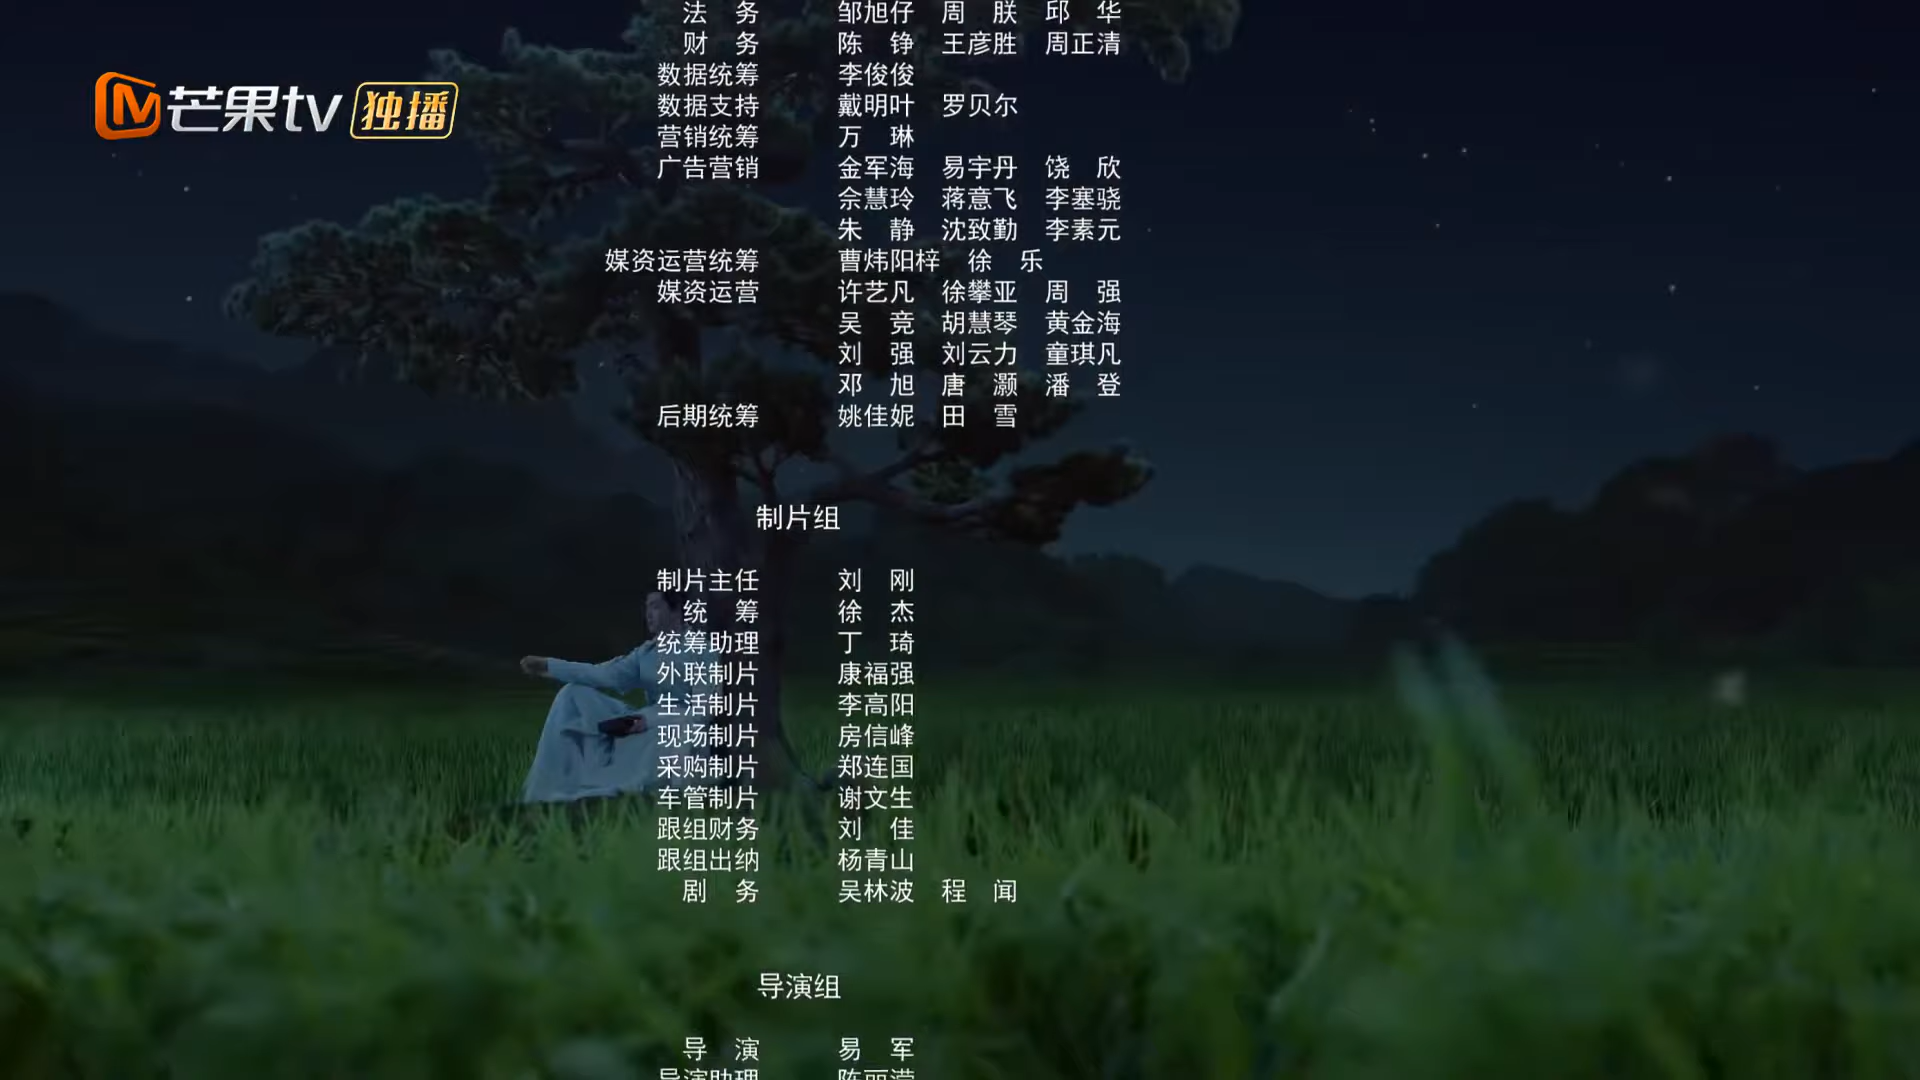 法 务 邹旭仔 周 朕 邱 华
财 务 陈 铮 王彦胜 周正清
数据统筹 李俊俊
芒果tv 独播
数据支持 戴明叶 罗贝尔
营销统筹 万 琳
广告营销 金军海 易宇丹 饶 欣
佘慧玲 蒋意飞 李塞骁
朱 静 沈致勤 李素元
媒资运营统筹 曹炜阳梓 徐 乐
媒资运营 许艺凡 徐攀亚 周 强
吴 竞 胡慧琴 黄金海
刘 强 刘云力 童琪凡
邓 旭 唐 灏 潘 登
后期统筹 姚佳妮 田 雪
制片组
制片主任 刘 刚
统 筹 徐 杰
统筹助理 丁 琦
外联制片 康福强
生活制片 李高阳
现场制片 房信峰
采购制片 郑连国
车管制片 谢文生
跟组财务 刘 佳
跟组出纳 杨青山
剧 务 吴林波 程 闻
导演组
导 演 易 军
导演助理 陈丽滢